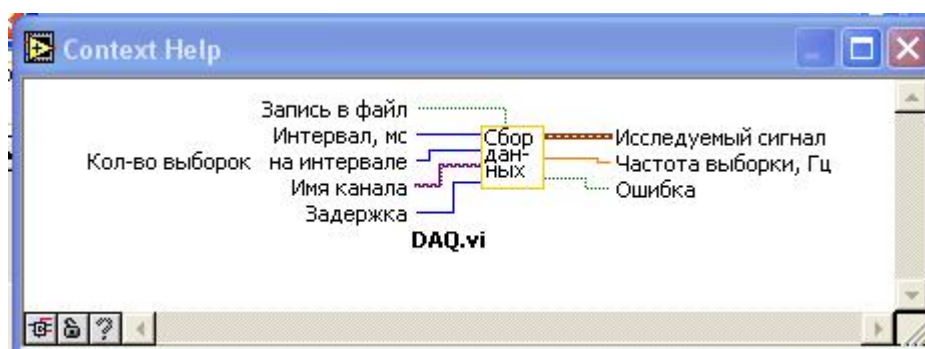 Context Help
Запись в файл
Интервал, мс
Кол-во выборок на интервале
Имя канала
Задержка
Сбор
дан-
ных
Исследуемый сигнал
Частота выборки, Гц
Ошибка
DAQ.vi
?